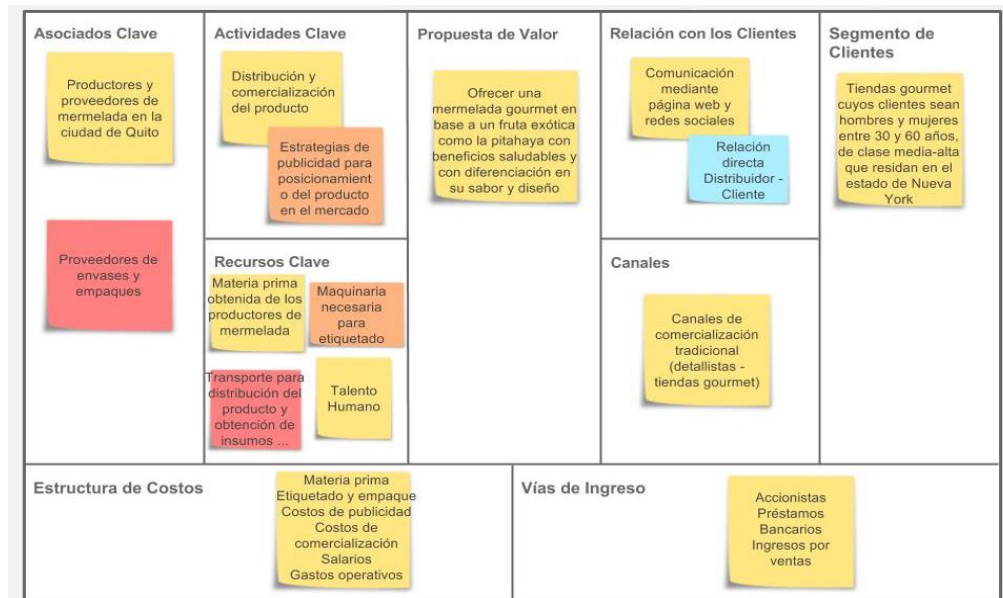 Asociados Clave
Productores y
proveedores de
mermelada en la
ciudad de Quito
Proveedores de
envases y
empaques
Actividades Clave
Distribución y
comercialización
del producto
Estrategias de
publicidad para
posicionamient
o del producto
en el mercado
Recursos Clave
Materia prima
obtenida de los
productores de
mermelada
Maquinaria
necesaria
para
etiquetado
Transporte para
distribución del
producto y
obtención de
insumos ...
Talento
Humano
Propuesta de Valor
Ofrecer una
mermelada gourmet en
base a un fruta exótica
como la pitahaya con
beneficios saludables y
con diferenciación en
su sabor y diseño
Relación con los Clientes
Comunicación
mediante
página web y
redes sociales
Relación
directa
Distribuidor -
Cliente
Canales
Canales de
comercialización
tradicional
(detallistas -
tiendas gourmet)
Segmento de
Clientes
Tiendas gourmet
cuyos clientes sean
hombres y mujeres
entre 30 y 60 años,
de clase media-alta
que residan en el
estado de Nueva
York
Estructura de Costos
Materia prima
Etiquetado y empaque
Costos de publicidad
Costos de
comercialización
Salarios
Gastos operativos
Vías de Ingreso
Accionistas
Préstamos
Bancarios
Ingresos por
ventas